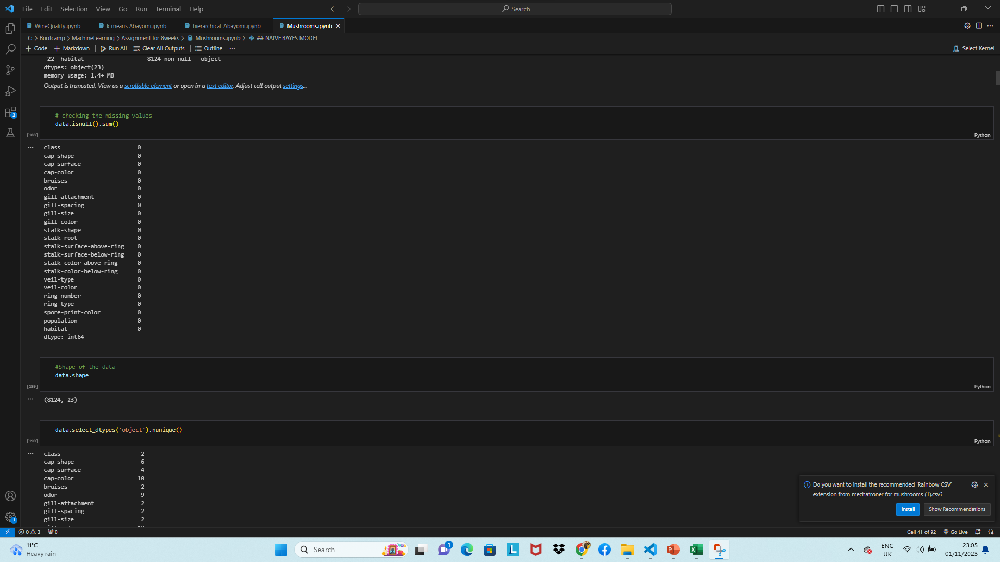 File Edit Selection View Go Run Terminal Help Search
WineQuality.ipynb k means Abayomi.ipynb hierarchical_Abayomi.ipynb Mushrooms.ipynb
C: > Bootcamp > MachineLearning > Assignment for 8weeks > Mushrooms.ipynb > ## NAIVE BAYES MODEL
+ Code + Markdown Run All Clear All Outputs Outline ... Select Kernel
22 habitat 8124 non-null object
dtypes: object(23)
memory usage: 1.4+ MB
Output is truncated. View as a scrollable element or open in a text editor. Adjust cell output settings...
# checking the missing values
data.isnull().sum()
[188] Python
class 0
cap-shape 0
cap-surface 0
cap-color 0
bruises 0
odor 0
gill-attachment 0
gill-spacing 0
gill-size 0
gill-color 0
stalk-shape 0
stalk-root 0
stalk-surface-above-ring 0
stalk-surface-below-ring 0
stalk-color-above-ring 0
stalk-color-below-ring 0
veil-type 0
veil-color 0
ring-number 0
ring-type 0
spore-print-color 0
population 0
habitat 0
dtype: int64
#Shape of the data
data.shape
[189] Python
(8124, 23)
data.select_dtypes('object').nunique()
[190] Python
class 2
cap-shape 6
cap-surface 4
cap-color 10
bruises 2
odor 9
gill-attachment 2
gill-spacing 2
gill-size 2
gill-color 12
2
1
Do you want to install the recommended 'Rainbow CSV'
extension from mechatroner for mushrooms (1).csv?
Install Show Recommendations
0 3 0 Cell 41 of 92 Go Live
11°C
Heavy rain
Search
1
L
ENG
UK
23:05
01/11/2023